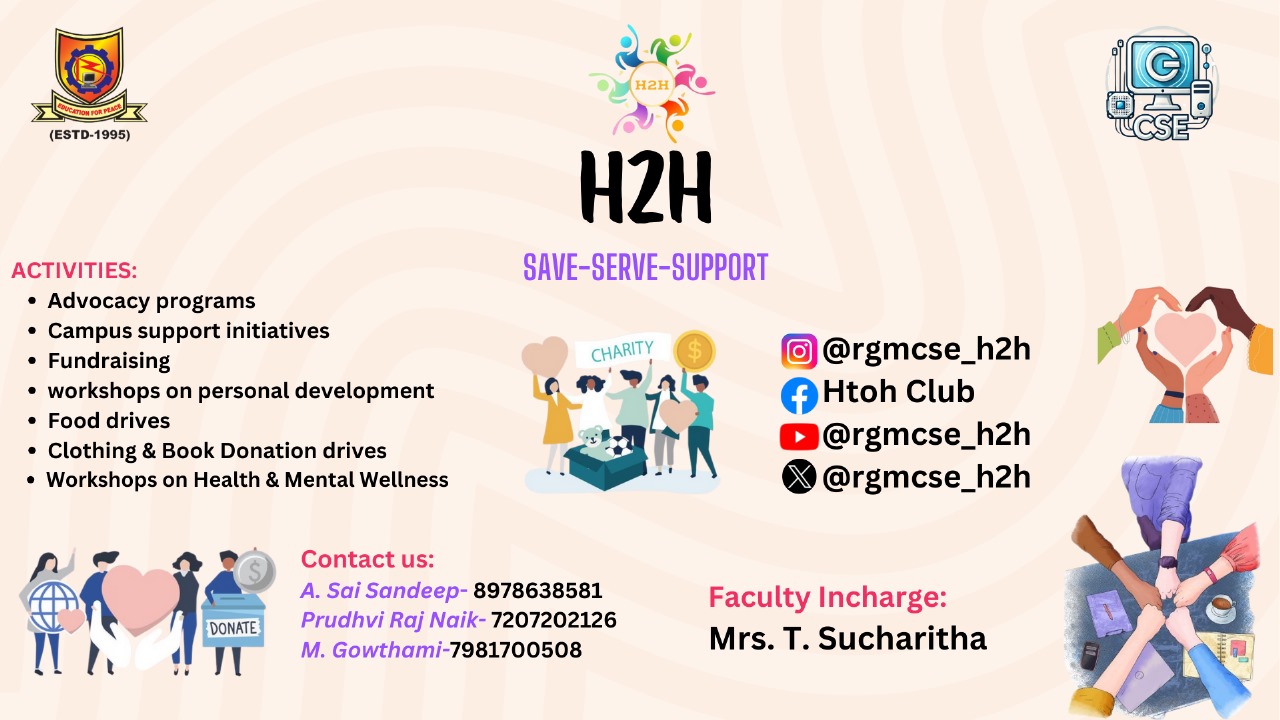 EDUCATION FOR PEACE
(ESTD-1995)
H2H
CSE
H2H
SAVE-SERVE-SUPPORT
ACTIVITIES:
• Advocacy programs
• Campus support initiatives
• Fundraising
• workshops on personal development
• Food drives
• Clothing & Book Donation drives
• Workshops on Health & Mental Wellness
CHARITY
$
@rgmcse_h2h
Htoh Club
@rgmcse_h2h
@rgmcse_h2h
$
DONATE
Contact us:
A. Sai Sandeep- 8978638581
Prudhvi Raj Naik- 7207202126
M. Gowthami-7981700508
Faculty Incharge:
Mrs. T. Sucharitha